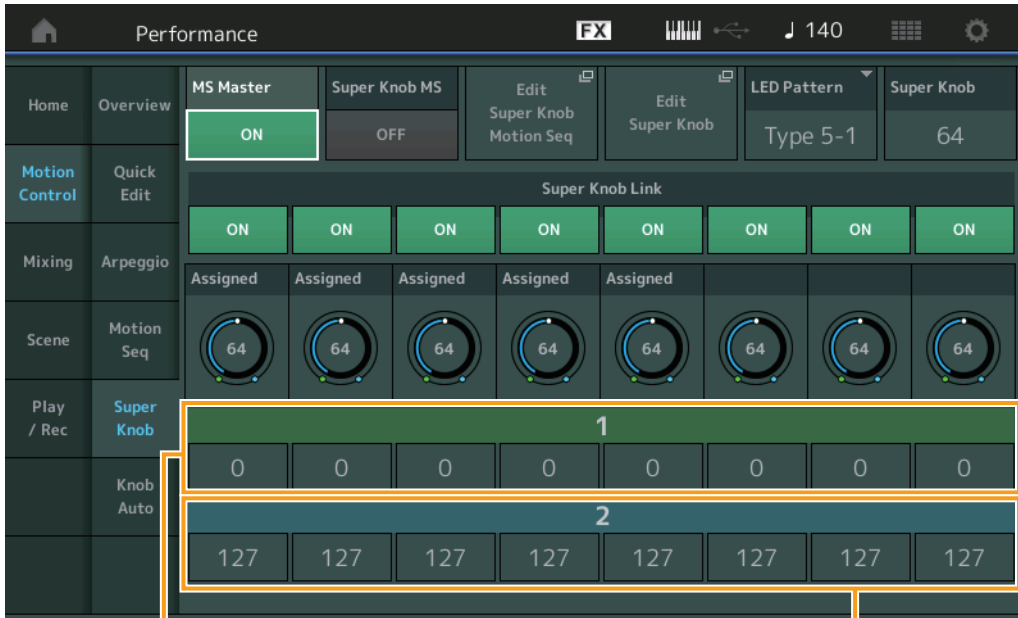 Performance
FX
140
Home
Overview
MS Master
ON
Super Knob MS
OFF
Edit
Super Knob
Motion Seq
Edit
Super Knob
LED Pattern
Type 5-1
Super Knob
64
Motion
Control
Quick
Edit
Super Knob Link
ON ON ON ON ON ON ON ON
Mixing
Arpeggio
Assigned Assigned Assigned Assigned Assigned
Scene
Motion
Seq
64 64 64 64 64 64 64 64
Play
/ Rec
Super
Knob
1
0 0 0 0 0 0 0 0
Knob
Auto
2
127 127 127 127 127 127 127 127